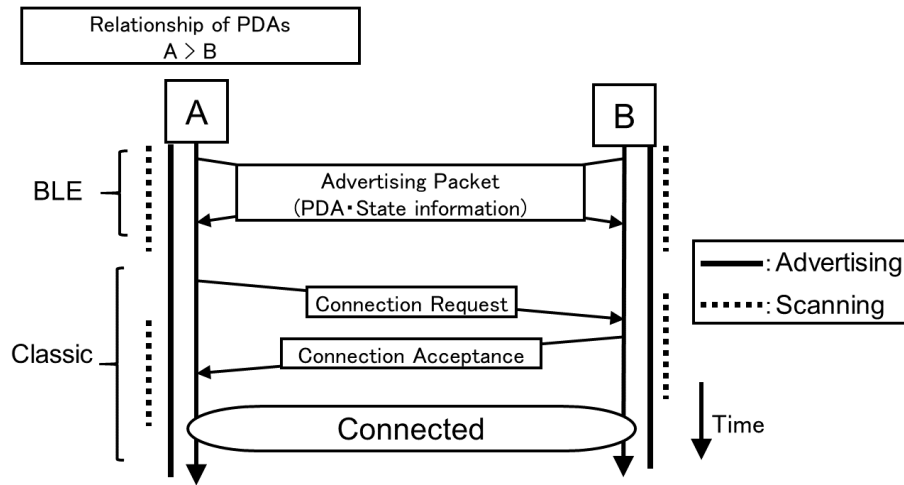 Relationship of PDAs
A > B
A
B
BLE
Advertising Packet
(PDA・State information)
: Advertising
: Scanning
Connection Request
Classic
Connection Acceptance
Connected
Time